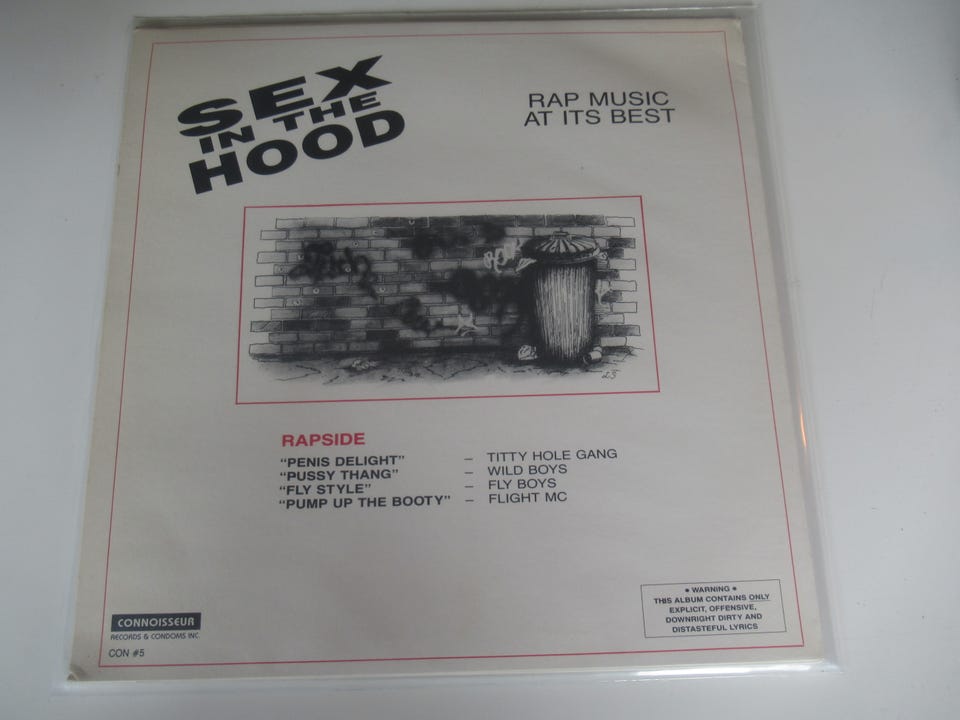 SEX
IN THE
HOOD
RAP MUSIC
AT ITS BEST
RAPSIDE
"PENIS DELIGHT" – TITTY HOLE GANG
"PUSSY THANG" – WILD BOYS
"FLY STYLE" – FLY BOYS
"PUMP UP THE BOOTY" – FLIGHT MC
CONNOISSEUR
RECORDS & CONDOMS INC.
CON #5
• WARNING •
THIS ALBUM CONTAINS ONLY
EXPLICIT, OFFENSIVE,
DOWNRIGHT DIRTY AND
DISTASTEFUL LYRICS